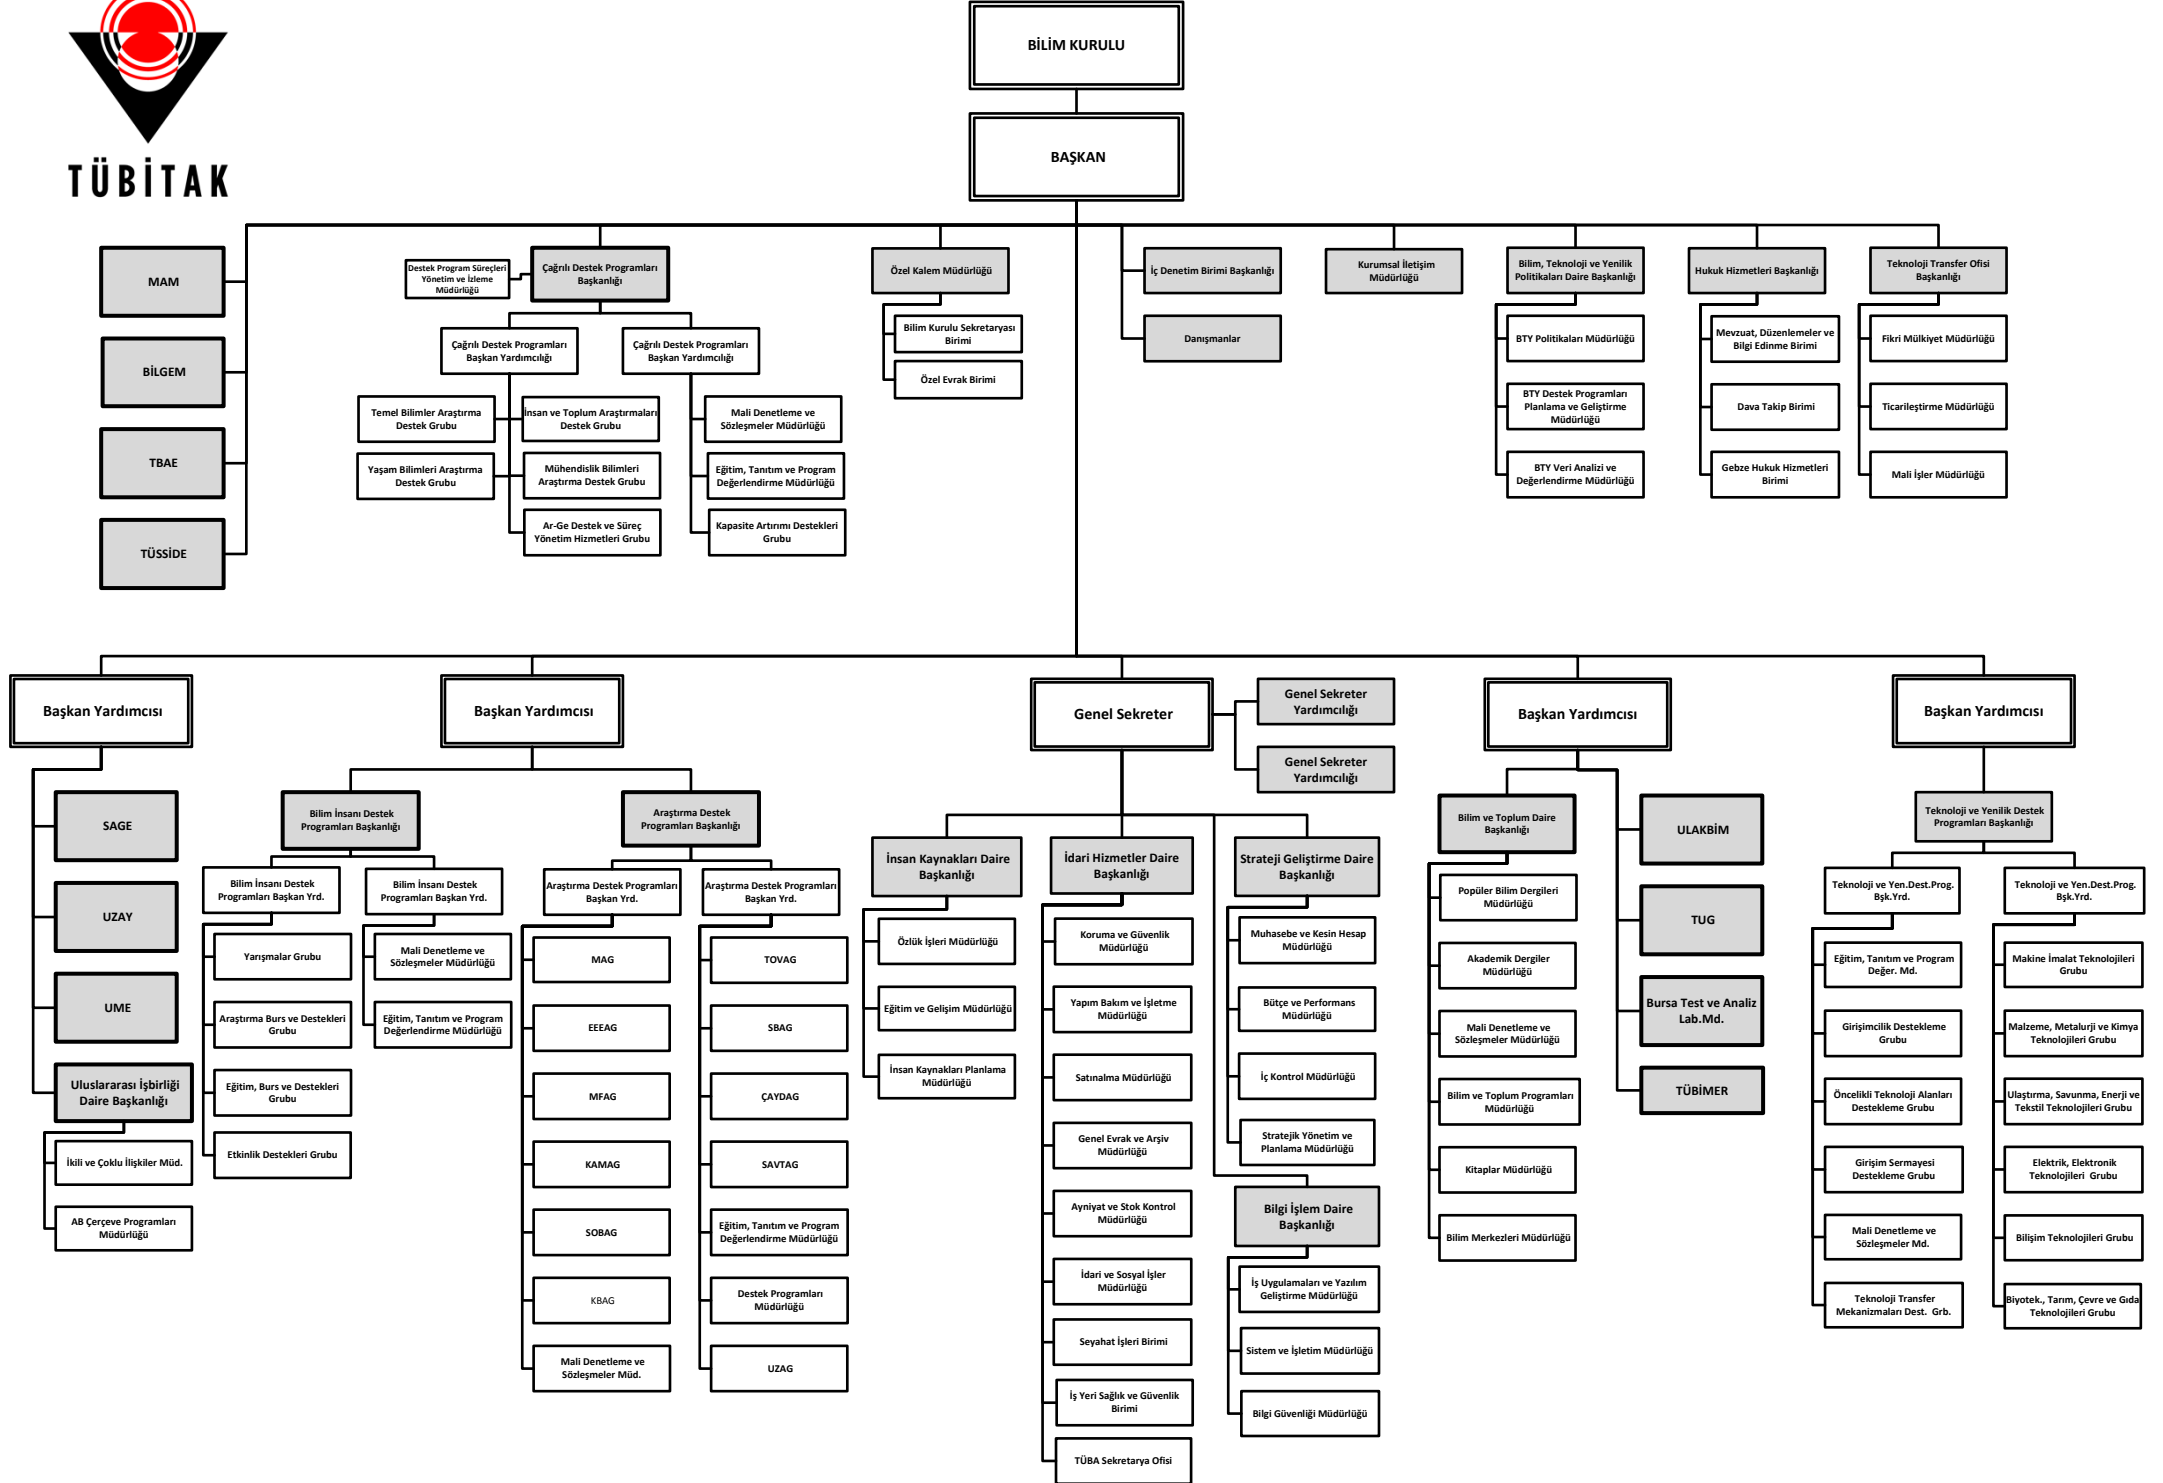 BİLİM KURULU
BAŞKAN
TÜBİTAK
MAM
BİLGEM
TBAE
TÜSSİDE
Destek Program Süreçleri
Yönetim ve İzleme
Müdürlüğü
Çağrılı Destek Programları
Başkanlığı
Çağrılı Destek Programları
Başkan Yardımcılığı
Çağrılı Destek Programları
Başkan Yardımcılığı
Temel Bilimler Araştırma
Destek Grubu
İnsan ve Toplum Araştırmaları
Destek Grubu
Yaşam Bilimleri Araştırma
Destek Grubu
Mühendislik Bilimleri
Araştırma Destek Grubu
Ar-Ge Destek ve Süreç
Yönetim Hizmetleri Grubu
Mali Denetleme ve
Sözleşmeler Müdürlüğü
Eğitim, Tanıtım ve Program
Değerlendirme Müdürlüğü
Kapasite Artırımı Destekleri
Grubu
Özel Kalem Müdürlüğü
Bilim Kurulu Sekretaryası
Birimi
Özel Evrak Birimi
İç Denetim Birimi Başkanlığı
Danışmanlar
Kurumsal İletişim
Müdürlüğü
Bilim, Teknoloji ve Yenilik
Politikaları Daire Başkanlığı
BTY Politikaları Müdürlüğü
BTY Destek Programları
Planlama ve Geliştirme
Müdürlüğü
BTY Veri Analizi ve
Değerlendirme Müdürlüğü
Hukuk Hizmetleri Başkanlığı
Mevzuat, Düzenlemeler ve
Bilgi Edinme Birimi
Dava Takip Birimi
Gebze Hukuk Hizmetleri
Birimi
Teknoloji Transfer Ofisi
Başkanlığı
Fikri Mülkiyet Müdürlüğü
Ticarileştirme Müdürlüğü
Mali İşler Müdürlüğü
Başkan Yardımcısı
SAGE
UZAY
UME
Uluslararası İşbirliği
Daire Başkanlığı
İkili ve Çoklu İlişkiler Müd.
AB Çerçeve Programları
Müdürlüğü
Başkan Yardımcısı
Bilim İnsanı Destek
Programları Başkanlığı
Bilim İnsanı Destek
Programları Başkan Yrd.
Yarışmalar Grubu
Araştırma Burs ve Destekleri
Grubu
Eğitim, Burs ve Destekleri
Grubu
Etkinlik Destekleri Grubu
Bilim İnsanı Destek
Programları Başkan Yrd.
Mali Denetleme ve
Sözleşmeler Müdürlüğü
Eğitim, Tanıtım ve Program
Değerlendirme Müdürlüğü
Araştırma Destek
Programları Başkanlığı
Araştırma Destek Programları
Başkan Yrd.
MAG
EEEAG
MFAG
KAMAG
SOBAG
KBAG
Mali Denetleme ve
Sözleşmeler Müd.
Araştırma Destek Programları
Başkan Yrd.
TOVAG
SBAG
ÇAYDAG
SAVTAG
Eğitim, Tanıtım ve Program
Değerlendirme Müdürlüğü
Destek Programları
Müdürlüğü
UZAG
Genel Sekreter
Genel Sekreter
Yardımcılığı
Genel Sekreter
Yardımcılığı
İnsan Kaynakları Daire
Başkanlığı
Özlük İşleri Müdürlüğü
Eğitim ve Gelişim Müdürlüğü
İnsan Kaynakları Planlama
Müdürlüğü
İdari Hizmetler Daire
Başkanlığı
Koruma ve Güvenlik
Müdürlüğü
Yapım Bakım ve İşletme
Müdürlüğü
Satınalma Müdürlüğü
Genel Evrak ve Arşiv
Müdürlüğü
Ayniyat ve Stok Kontrol
Müdürlüğü
İdari ve Sosyal İşler
Müdürlüğü
Seyahat İşleri Birimi
İş Yeri Sağlık ve Güvenlik
Birimi
TÜBA Sekretarya Ofisi
Strateji Geliştirme Daire
Başkanlığı
Muhasebe ve Kesin Hesap
Müdürlüğü
Bütçe ve Performans
Müdürlüğü
İç Kontrol Müdürlüğü
Stratejik Yönetim ve
Planlama Müdürlüğü
Bilgi İşlem Daire
Başkanlığı
İş Uygulamaları ve Yazılım
Geliştirme Müdürlüğü
Sistem ve İşletim Müdürlüğü
Bilgi Güvenliği Müdürlüğü
Başkan Yardımcısı
Bilim ve Toplum Daire
Başkanlığı
Popüler Bilim Dergileri
Müdürlüğü
Akademik Dergiler
Müdürlüğü
Mali Denetleme ve
Sözleşmeler Müdürlüğü
Bilim ve Toplum Programları
Müdürlüğü
Kitaplar Müdürlüğü
Bilim Merkezleri Müdürlüğü
ULAKBİM
TUG
Bursa Test ve Analiz
Lab.Md.
TÜBİMER
Başkan Yardımcısı
Teknoloji ve Yenilik Destek
Programları Başkanlığı
Teknoloji ve Yen.Dest.Prog.
Bşk.Yrd.
Eğitim, Tanıtım ve Program
Değer. Md.
Girişimcilik Destekleme
Grubu
Öncelikli Teknoloji Alanları
Destekleme Grubu
Girişim Sermayesi
Destekleme Grubu
Mali Denetleme ve
Sözleşmeler Md.
Teknoloji Transfer
Mekanizmaları Dest. Grb.
Teknoloji ve Yen.Dest.Prog.
Bşk.Yrd.
Makine İmalat Teknolojileri
Grubu
Malzeme, Metalurji ve Kimya
Teknolojileri Grubu
Ulaştırma, Savunma, Enerji ve
Tekstil Teknolojileri Grubu
Elektrik, Elektronik
Teknolojileri Grubu
Bilişim Teknolojileri Grubu
Biyotek., Tarım, Çevre ve Gıda
Teknolojileri Grubu